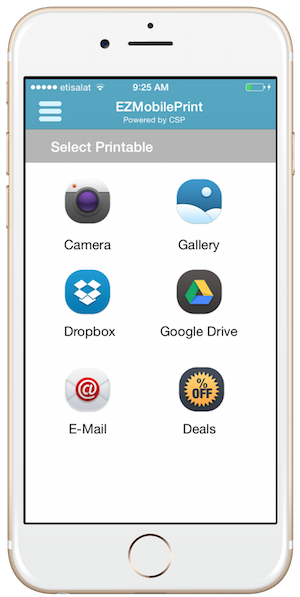 etisalat 9:25 AM
EZMobilePrint
Powered by CSP
Select Printable
Camera Gallery
% OFF
Dropbox Google Drive
@
E-Mail Deals